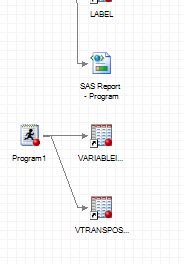 LABEL
SAS Report
- Program
Program1
VARIABLEI...
VTRANSPOS...